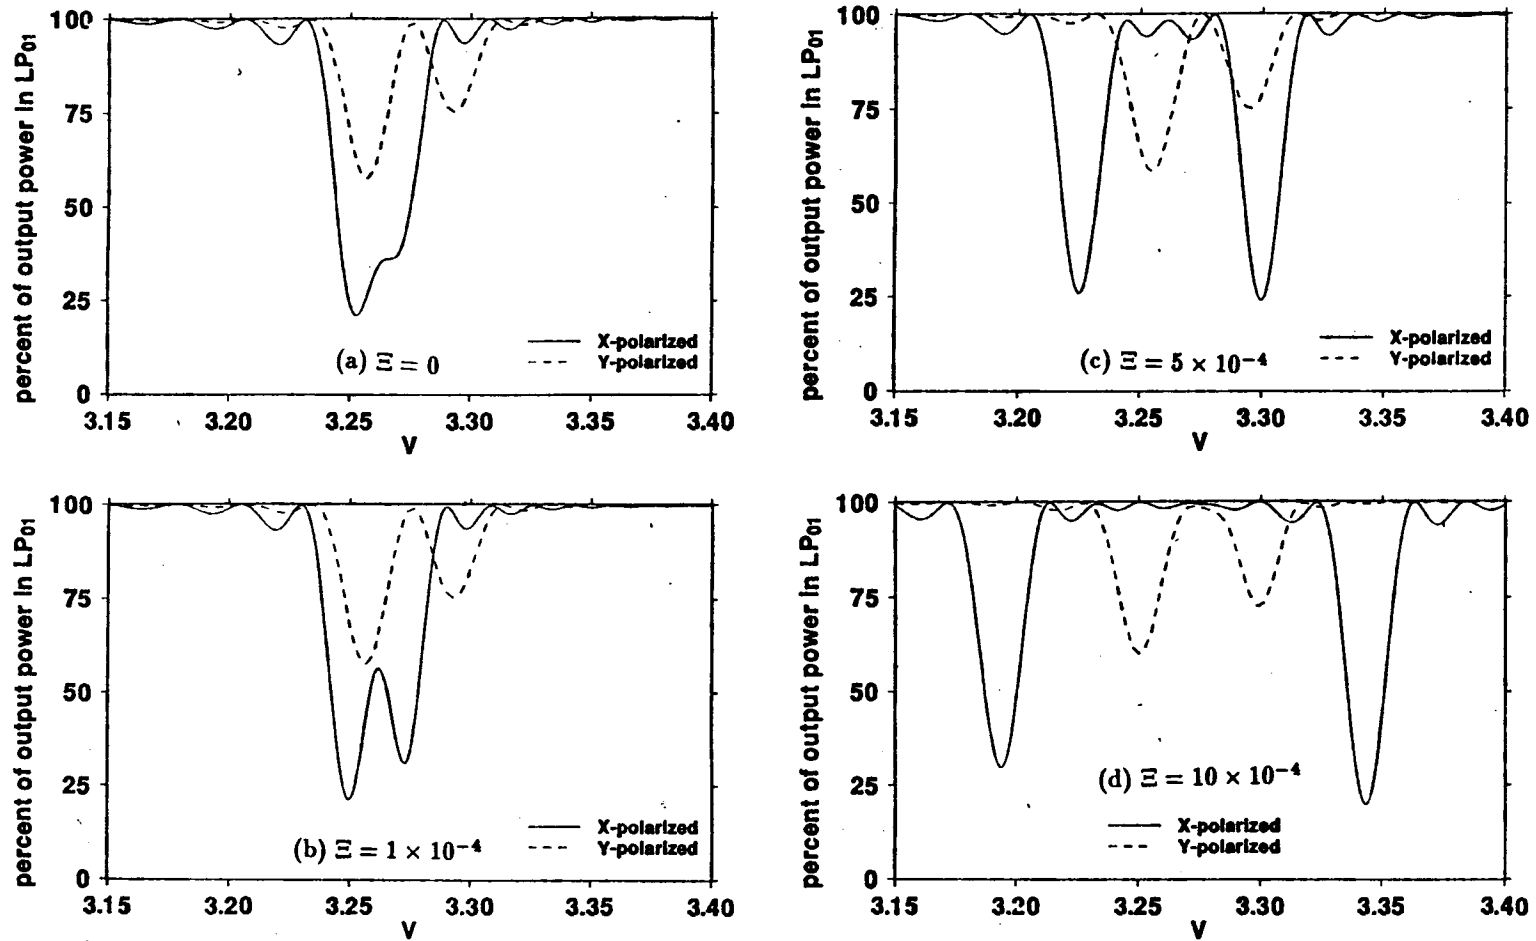 percent of output power in LP01
100
75
50
25
0
(a) Ξ = 0
X-polarized
Y-polarized
3.15 3.20 3.25 3.30 3.35 3.40
V
percent of output power in LP01
100
75
50
25
0
(c) Ξ = 5 × 10⁻⁴
X-polarized
Y-polarized
3.15 3.20 3.25 3.30 3.35 3.40
V
percent of output power in LP01
100
75
50
25
0
(b) Ξ = 1 × 10⁻⁴
X-polarized
Y-polarized
3.15 3.20 3.25 3.30 3.35 3.40
V
percent of output power in LP01
100
75
50
25
0
(d) Ξ = 10 × 10⁻⁴
X-polarized
Y-polarized
3.15 3.20 3.25 3.30 3.35 3.40
V